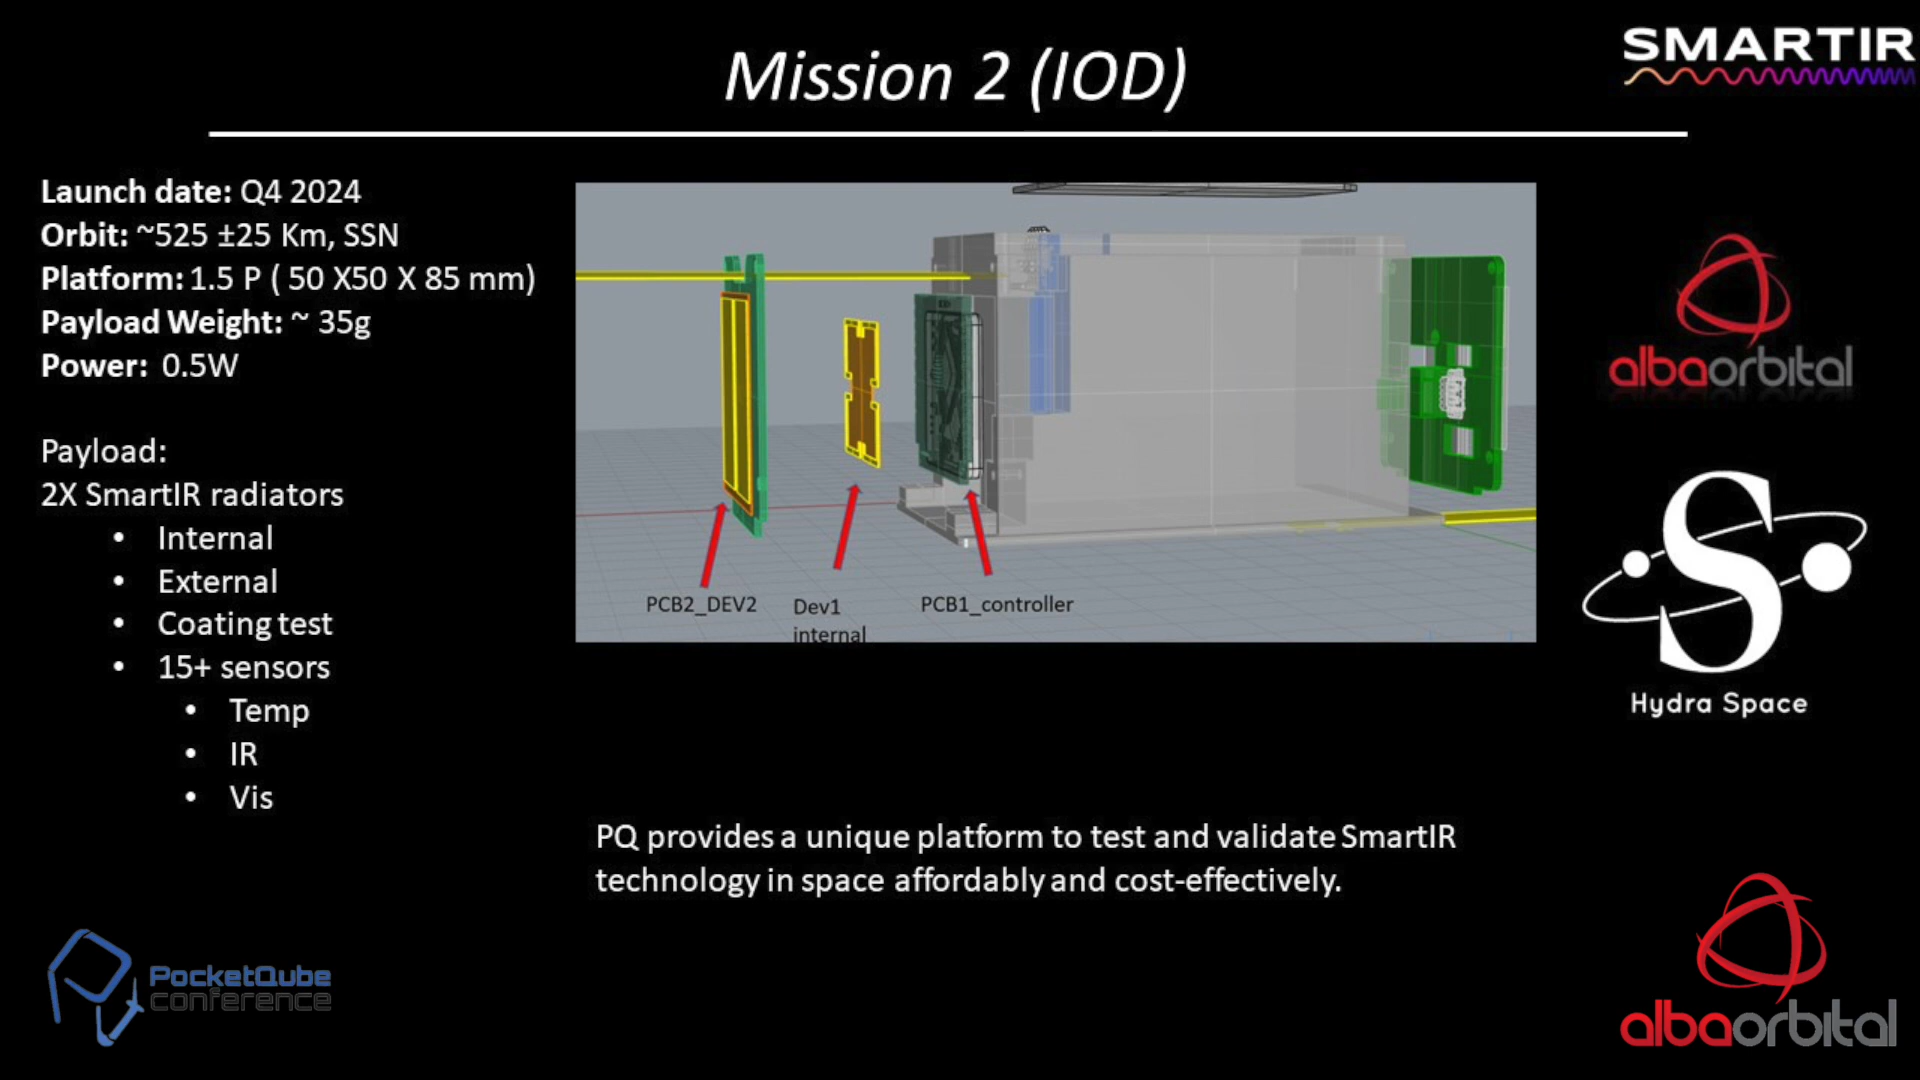 Mission 2 (IOD)
SMARTIR
Launch date: Q4 2024
Orbit: ~525 ±25 Km, SSN
Platform: 1.5 P ( 50 X50 X 85 mm)
Payload Weight: ~ 35g
Power: 0.5W
Payload:
2X SmartIR radiators
• Internal
• External
• Coating test
• 15+ sensors
• Temp
• IR
• Vis
PCB2_DEV2
Dev1
internal
PCB1_controller
albaorbital
Hydra Space
PQ provides a unique platform to test and validate SmartIR
technology in space affordably and cost-effectively.
PocketQube
conference
albaorbital